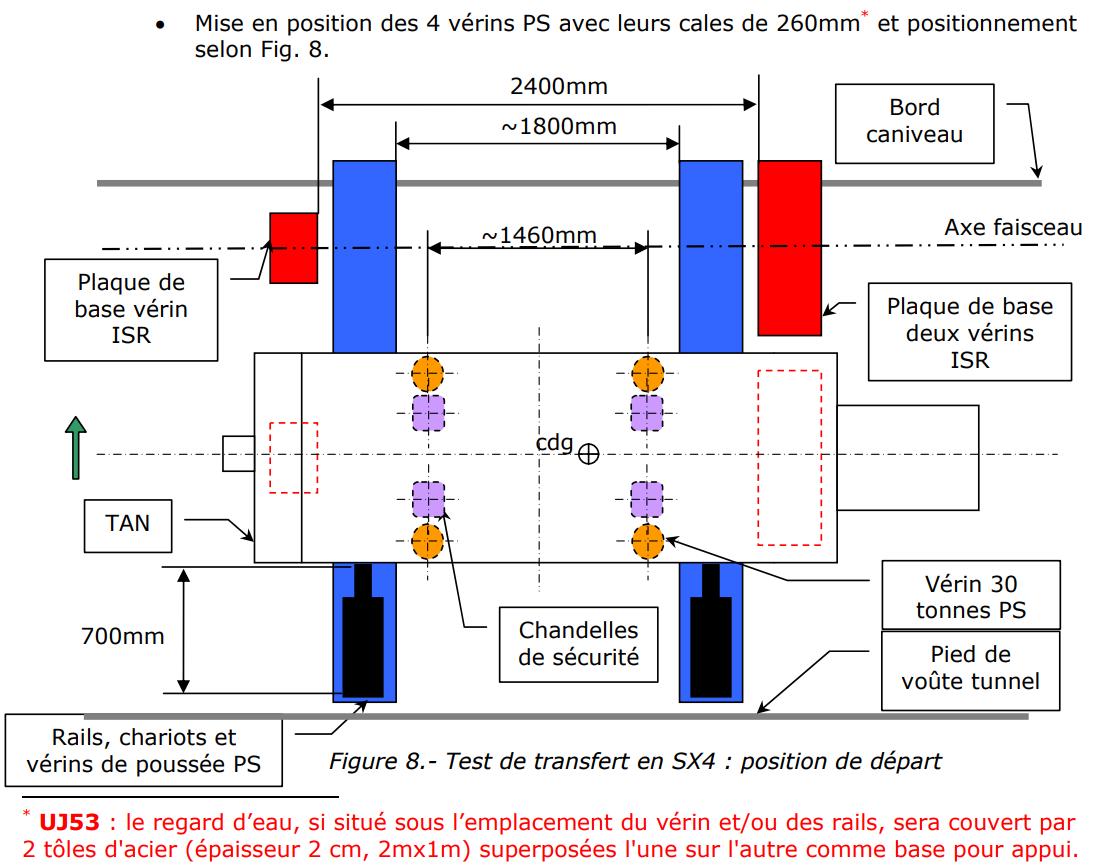 • Mise en position des 4 vérins PS avec leurs cales de 260mm* et positionnement
selon Fig. 8.
2400mm
~1800mm
Bord
caniveau
Axe faisceau
~1460mm
Plaque de
base vérin
ISR
Plaque de base
deux vérins
ISR
cdg
TAN
Vérin 30
tonnes PS
Chandelles
de sécurité
700mm
Pied de
voûte tunnel
Rails, chariots et
vérins de poussée PS
Figure 8.- Test de transfert en SX4 : position de départ
* UJ53 : le regard d’eau, si situé sous l’emplacement du vérin et/ou des rails, sera couvert par
2 tôles d'acier (épaisseur 2 cm, 2mx1m) superposées l'une sur l'autre comme base pour appui.